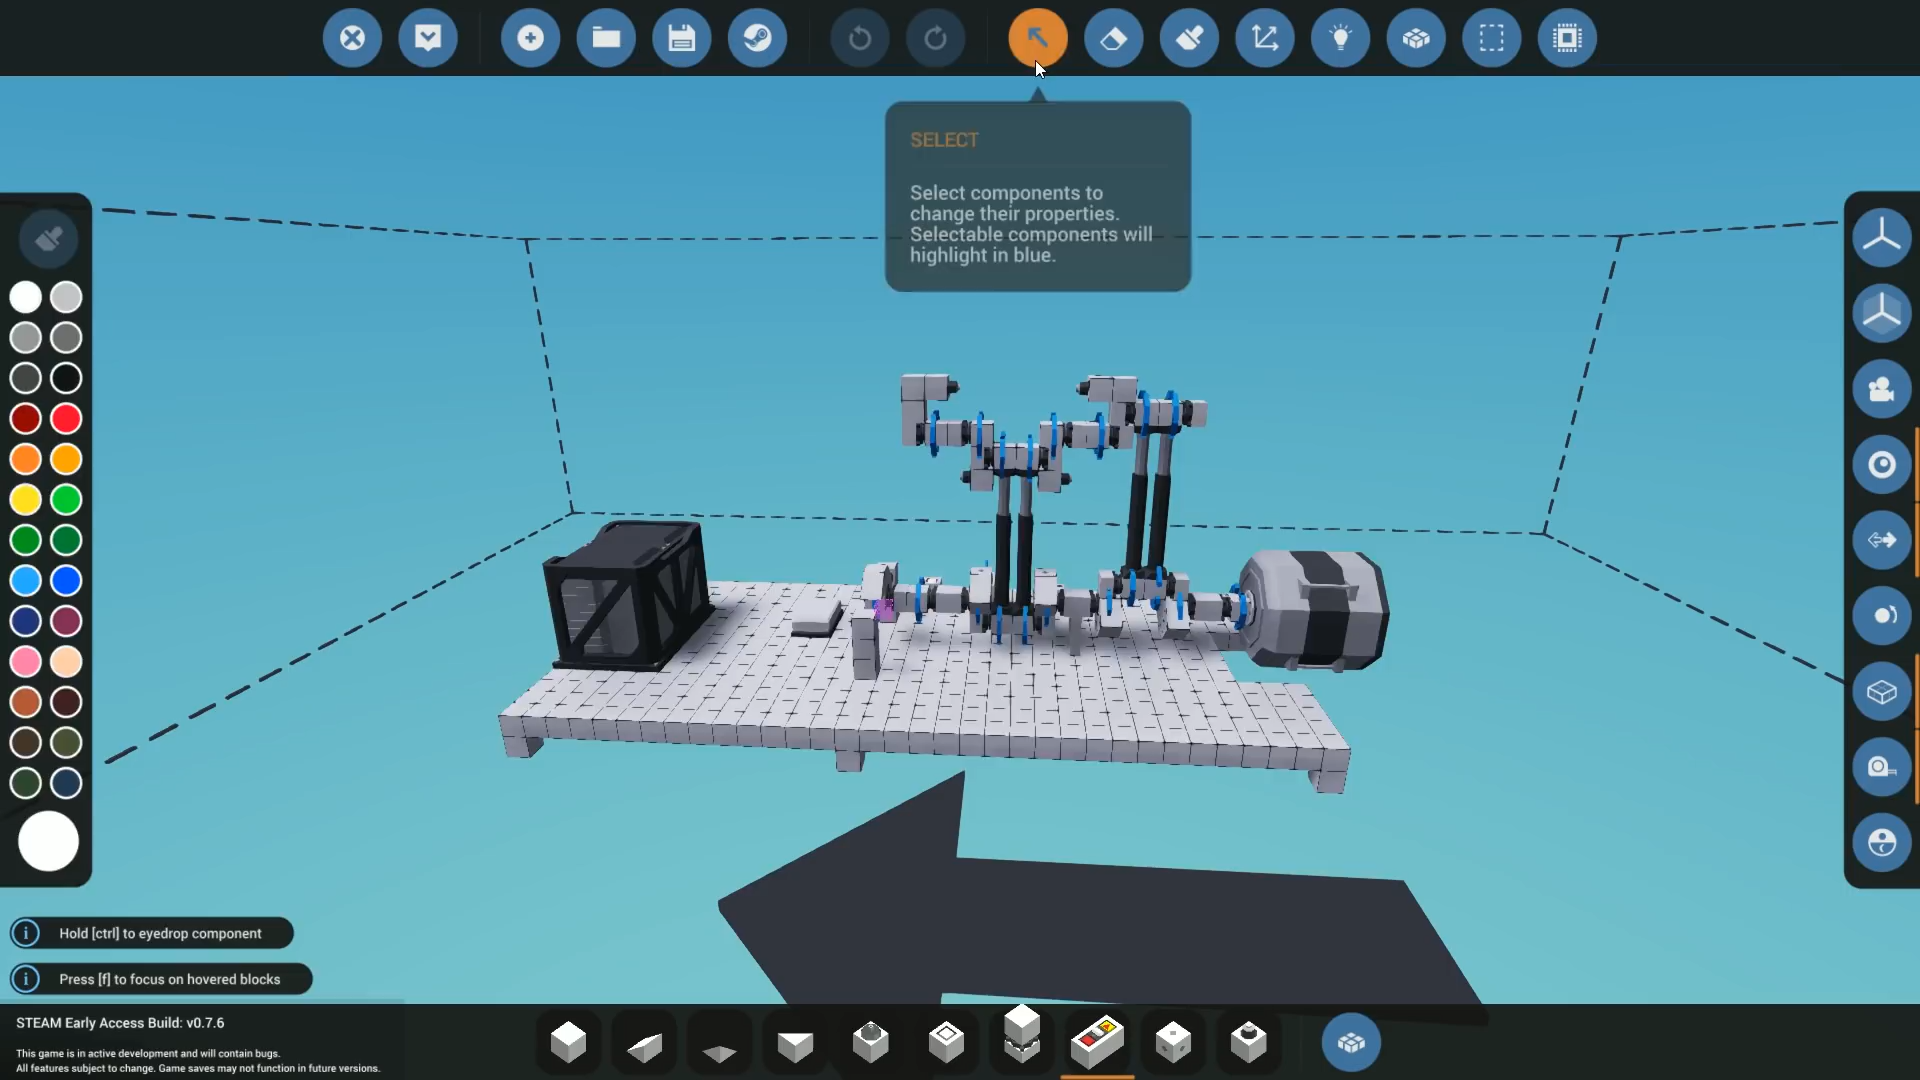 SELECT
Select components to
change their properties.
Selectable components will
highlight in blue.
Hold [ctrl] to eyedrop component
Press [f] to focus on hovered blocks
STEAM Early Access Build: v0.7.6
This game is in active development and will contain bugs.
All features subject to change. Game saves may not function in future versions.